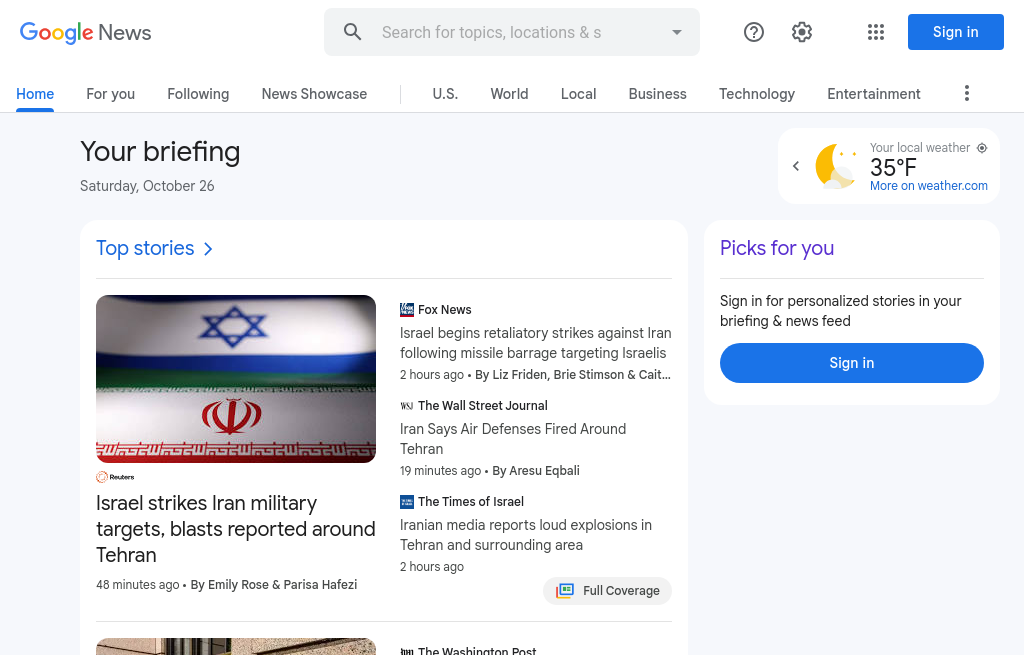 Google News
Search for topics, locations & s
Sign in
Home
For you
Following
News Showcase
U.S.
World
Local
Business
Technology
Entertainment
Your briefing
Saturday, October 26
Your local weather
35°F
More on weather.com
Top stories
Reuters
Israel strikes Iran military
targets, blasts reported around
Tehran
48 minutes ago • By Emily Rose & Parisa Hafezi
Fox News
Israel begins retaliatory strikes against Iran
following missile barrage targeting Israelis
2 hours ago • By Liz Friden, Brie Stimson & Cait...
WSJ The Wall Street Journal
Iran Says Air Defenses Fired Around
Tehran
19 minutes ago • By Aresu Eqbali
The Times of Israel
Iranian media reports loud explosions in
Tehran and surrounding area
2 hours ago
Full Coverage
The Washington Post
Picks for you
Sign in for personalized stories in your
briefing & news feed
Sign in